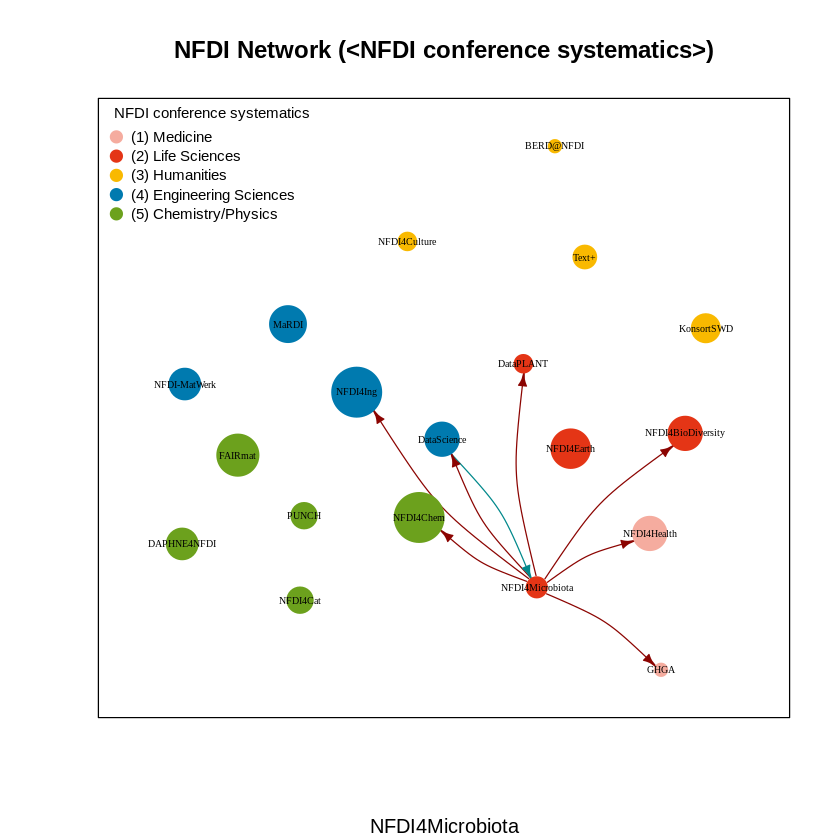 NFDI Network (<NFDI conference systematics>)
NFDI conference systematics
(1) Medicine
(2) Life Sciences
(3) Humanities
(4) Engineering Sciences
(5) Chemistry/Physics
BERD@NFDI
NFDI4Culture
Text+
MaRDI
KonsortSWD
DataPLANT
NFDI-MatWerk
NFDI4Ing
NFDI4BioDiversity
DataScience
NFDI4Earth
FAIRmat
PUNCH
NFDI4Chem
NFDI4Health
DAPHNE4NFDI
NFDI4Microbiota
NFDI4Cat
GHGA
NFDI4Microbiota